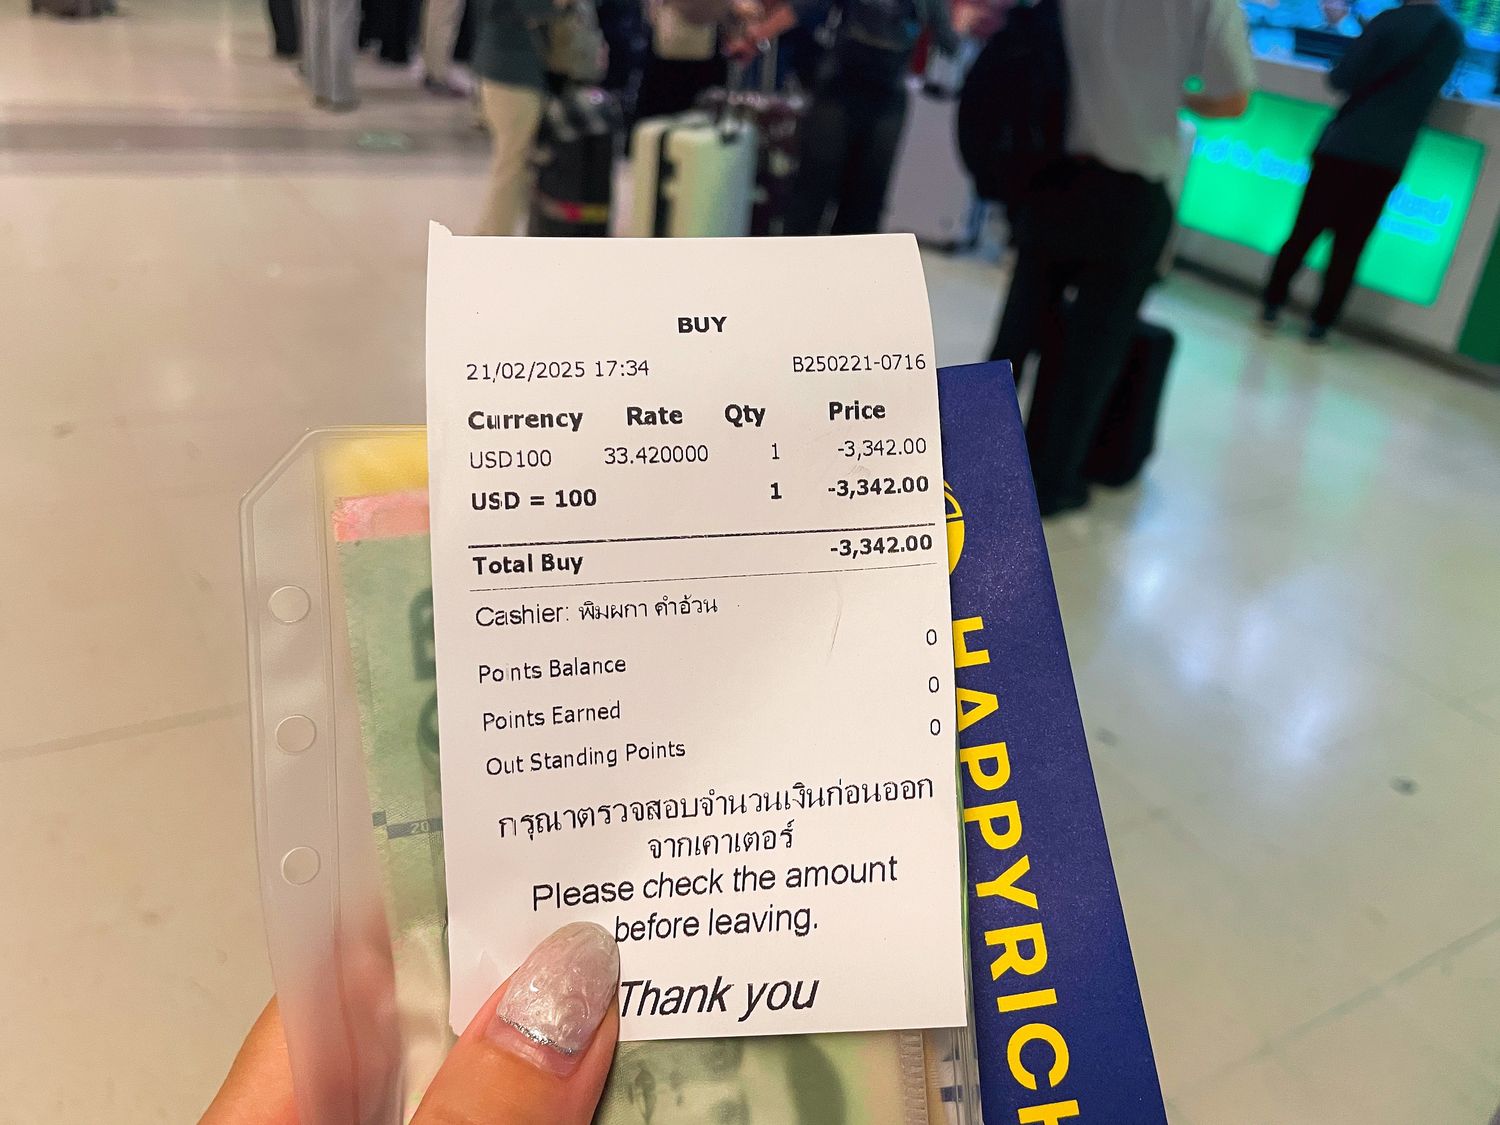 BUY
21/02/2025 17:34 B250221-0716
Currency Rate Qty Price
USD100 33.420000 1 -3,342.00
USD = 100 1 -3,342.00
Total Buy -3,342.00
Cashier: พิมผกา คำอ้วน
Points Balance 0
Points Earned 0
Out Standing Points 0
กรุณาตรวจสอบจำนวนเงินก่อนออก
จากเคาเตอร์
Please check the amount
before leaving.
Thank you
HAPPYRICH
20